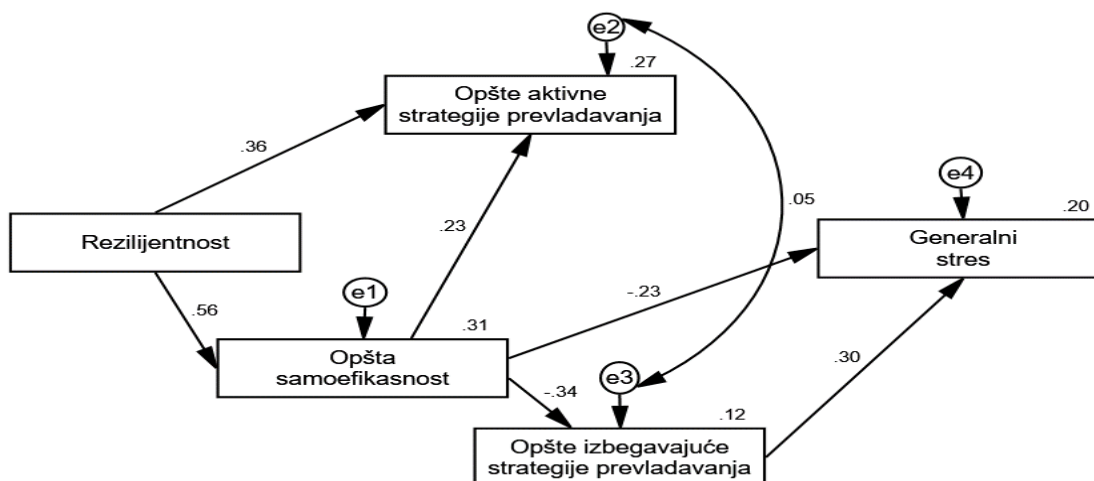 e2
.27
Opšte aktivne
strategije prevladavanja
.36
e4
.05
.20
Rezilijentnost
.23
Generalni
stres
e1
-.23
.56
.31
Opšta
samoefikasnost
.30
e3
-.34
.12
Opšte izbegavajuće
strategije prevladavanja